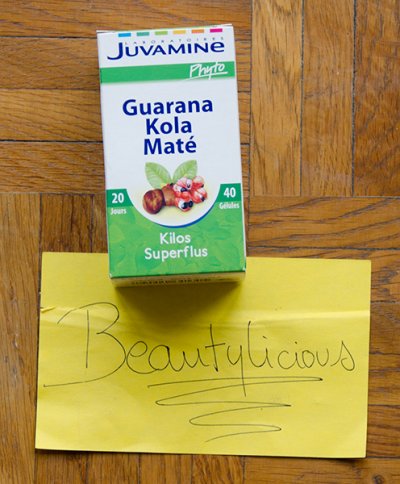 LABORATOIRES
JUVAMINE
Phyto
Guarana
Kola
Maté
20
Jours
40
Gélules
Kilos
Superflus
Beautylicious